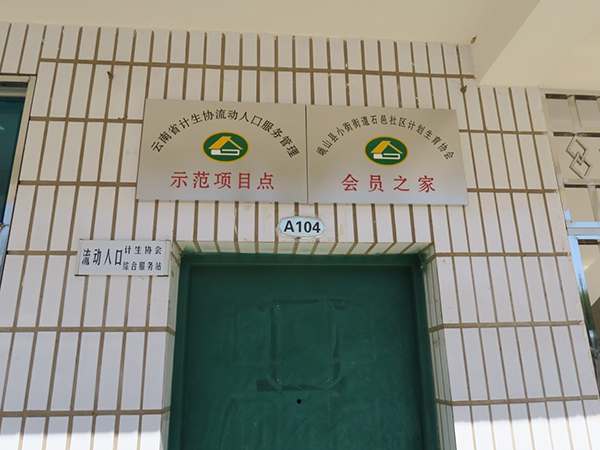 云南省计生协流动人口服务管理
示范项目点
峨山县小街街道石邑社区计划生育协会
会员之家
A104
流动人口 计生协会
综合服务站